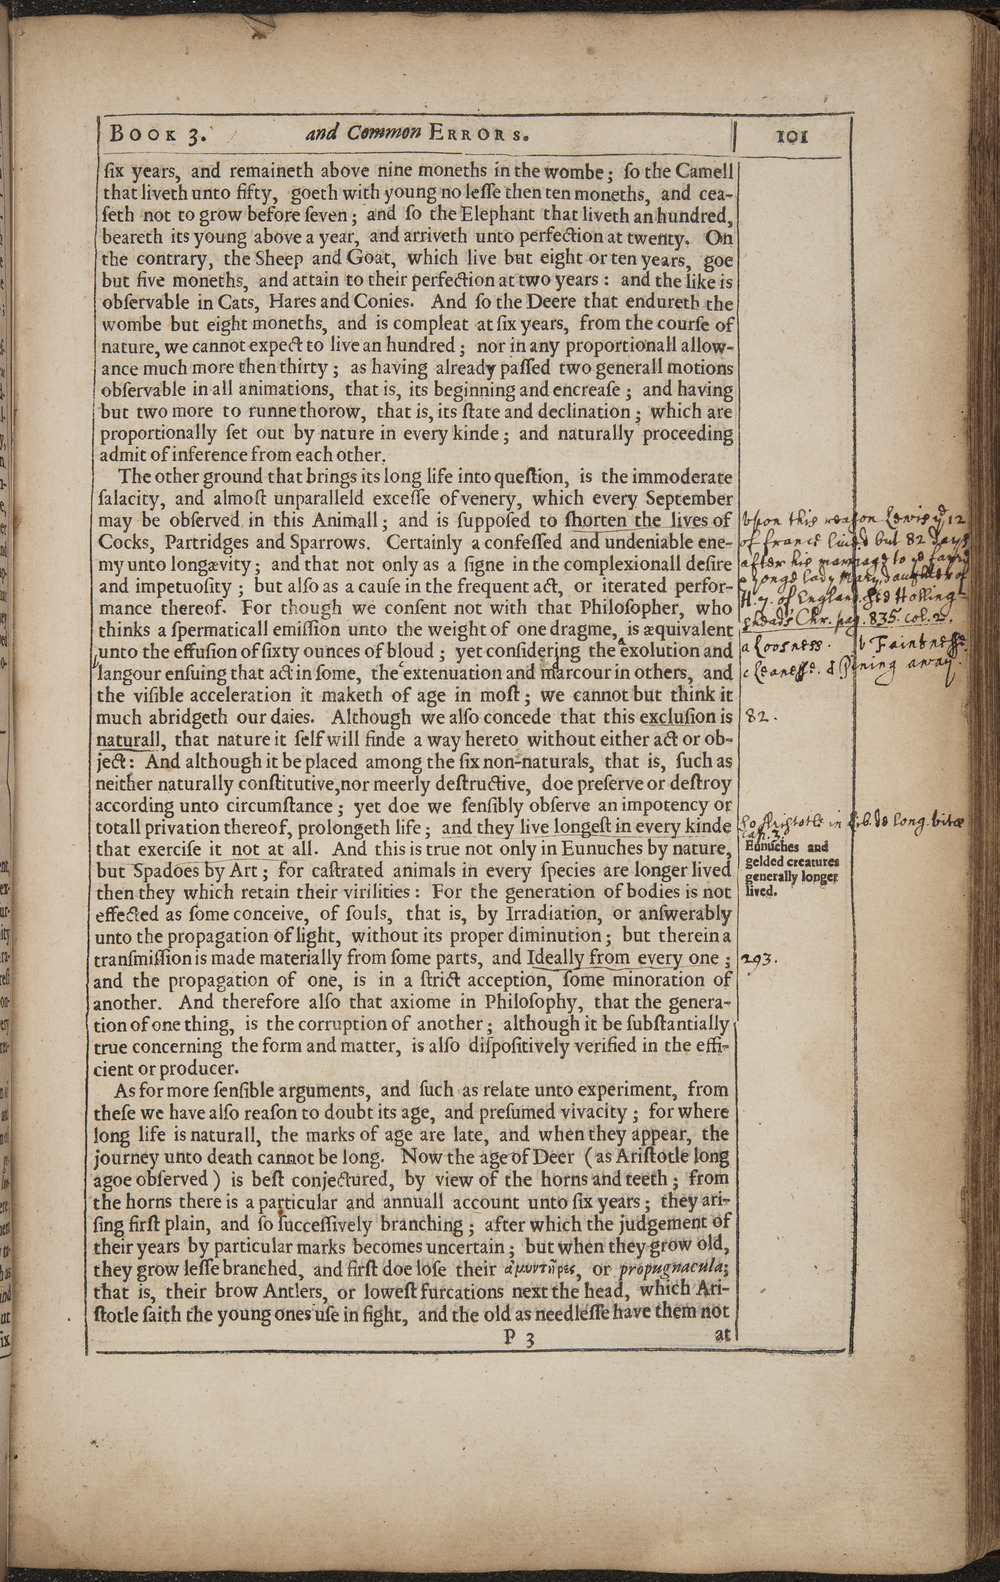 BOOK 3. and Common ERRORS. 101
ſix years, and remaineth above nine moneths in the wombe; ſo the Camell
that liveth unto fifty, goeth with young no leſſe then ten moneths, and cea-
ſeth not to grow before ſeven; and ſo the Elephant that liveth an hundred,
beareth its young above a year, and arriveth unto perfection at twenty. On
the contrary, the Sheep and Goat, which live but eight or ten years, goe
but five moneths, and attain to their perfection at two years: and the like is
obſervable in Cats, Hares and Conies. And ſo the Deere that endureth the
wombe but eight moneths, and is compleat at ſix years, from the courſe of
nature, we cannot expect to live an hundred; nor in any proportionall allow-
ance much more then thirty; as having already paſſed two generall motions
obſervable in all animations, that is, its beginning and encreaſe; and having
but two more to runne thorow, that is, its ſtate and declination; which are
proportionally ſet out by nature in every kinde; and naturally proceeding
admit of inference from each other.
The other ground that brings its long life into queſtion, is the immoderate
ſalacity, and almoſt unparalleld exceſſe of venery, which every September
may be obſerved in this Animall; and is ſuppoſed to ſhorten the lives of
Cocks, Partridges and Sparrows. Certainly a confeſſed and undeniable ene-
my unto longævity; and that not only as a ſigne in the complexionall deſire
and impetuoſity; but alſo as a cauſe in the frequent act, or iterated perfor-
mance thereof. For though we conſent not with that Philoſopher, who
thinks a ſpermaticall emiſſion unto the weight of one dragme, is æquivalent
unto the effuſion of ſixty ounces of bloud; yet conſidering the a exolution and
b langour enſuing that act in ſome, the c extenuation and d marcour in others, and
the viſible acceleration it maketh of age in moſt; we cannot but think it
much abridgeth our daies. Although we alſo concede that this excluſion is
naturall, that nature it ſelf will finde a way hereto without either act or ob-
ject: And although it be placed among the ſix non-naturals, that is, ſuch as
neither naturally conſtitutive, nor meerly deſtructive, doe preſerve or deſtroy
according unto circumſtance; yet doe we ſenſibly obſerve an impotency or
totall privation thereof, prolongeth life; and they live longeſt in every kinde
that exerciſe it not at all. And this is true not only in Eunuches by nature,
but Spadoes by Art; for caſtrated animals in every ſpecies are longer lived
then they which retain their virilities: For the generation of bodies is not
effected as ſome conceive, of ſouls, that is, by Irradiation, or anſwerably
unto the propagation of light, without its proper diminution; but therein a
tranſmiſſion is made materially from ſome parts, and Ideally from every one;
and the propagation of one, is in a ſtrict acception, ſome minoration of
another. And therefore alſo that axiome in Philoſophy, that the genera-
tion of one thing, is the corruption of another; although it be ſubſtantially
true concerning the form and matter, is alſo diſpoſitively verified in the effi-
cient or producer.
As for more ſenſible arguments, and ſuch as relate unto experiment, from
theſe we have alſo reaſon to doubt its age, and preſumed vivacity; for where
long life is naturall, the marks of age are late, and when they appear, the
journey unto death cannot be long. Now the age of Deer (as Ariſtotle long
agoe obſerved) is beſt conjectured, by view of the horns and teeth; from
the horns there is a particular and annuall account unto ſix years; they ari-
ſing firſt plain, and ſo ſucceſſively branching; after which the judgement of
their years by particular marks becomes uncertain; but when they grow old,
they grow leſſe branched, and firſt doe loſe their ἀμυντῆρες, or propugnacula;
that is, their brow Antlers, or loweſt furcations next the head, which Ari-
ſtotle ſaith the young ones uſe in fight, and the old as needleſſe have them not
P 3 at
Upon this reason Lewis yᵉ 12
of france lived but 82 days
after his marriage to
yonge lady Mary, daughter of
H. 7. of England. Holling-
sheads Chr. pag. 835. col. 2.
a Loosness. b Faintnesse
c Leanesse. d Pining away.
82.
So Aristotle in lib. de long. vitæ
cap. 3.
Eunuches and
gelded creatures
generally longer
lived.
293.